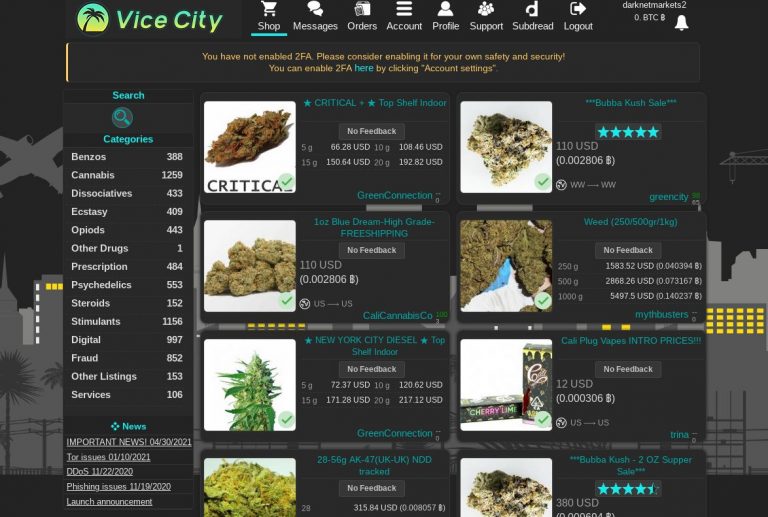 Vice City
Shop
Messages
Orders
Account
Profile
Support
Subdread
Logout
darknetmarkets2
0. BTC ฿
You have not enabled 2FA. Please consider enabling it for your own safety and security!
You can enable 2FA here by clicking "Account settings".
Search
Categories
Benzos 388
Cannabis 1259
Dissociatives 433
Ecstasy 409
Opiods 443
Other Drugs 1
Prescription 484
Psychedelics 553
Steroids 152
Stimulants 1156
Digital 997
Fraud 852
Other Listings 153
Services 106
News
IMPORTANT NEWS! 04/30/2021
Tor issues 01/10/2021
DDoS 11/22/2020
Phishing issues 11/19/2020
Launch announcement
★ CRITICAL + ★ Top Shelf Indoor
No Feedback
5 g 66.28 USD 10 g 108.46 USD
15 g 150.64 USD 20 g 192.82 USD
CRITICAL
GreenConnection --
0
***Bubba Kush Sale***
110 USD
(0.002806 ฿)
WW → WW
greencity
1oz Blue Dream-High Grade-
FREESHIPPING
No Feedback
110 USD
(0.002806 ฿)
US → US
CaliCannabisCo 100
3
Weed (250/500gr/1kg)
No Feedback
250 g 1583.52 USD (0.040394 ฿)
500 g 2868.26 USD (0.073167 ฿)
1000 g 5497.5 USD (0.140237 ฿)
mythbusters --
0
★ NEW YORK CITY DIESEL ★ Top
Shelf Indoor
No Feedback
5 g 72.37 USD 10 g 120.62 USD
15 g 171.28 USD 20 g 217.12 USD
GreenConnection --
0
Cali Plug Vapes INTRO PRICES!!!
No Feedback
12 USD
(0.000306 ฿)
CHERRY LIME
US → US
trina --
0
28-56g AK-47(UK-UK) NDD
tracked
No Feedback
28 315.84 USD (0.008057 ฿)
***Bubba Kush - 2 OZ Supper
Sale***
380 USD